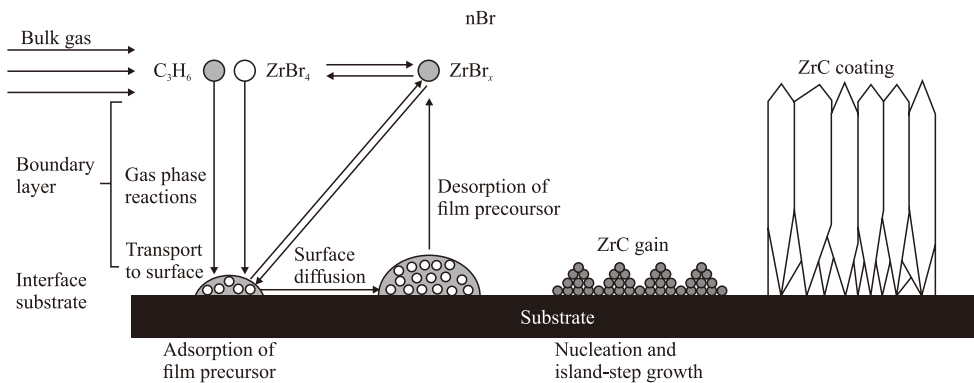 nBr
Bulk gas
C₃H₆
ZrBr₄
ZrBrₓ
ZrC coating
Boundary
layer
Gas phase
reactions
Desorption of
film precoursor
Transport
to surface
Surface
diffusion
ZrC gain
Interface
substrate
Substrate
Adsorption of
film precursor
Nucleation and
island-step growth